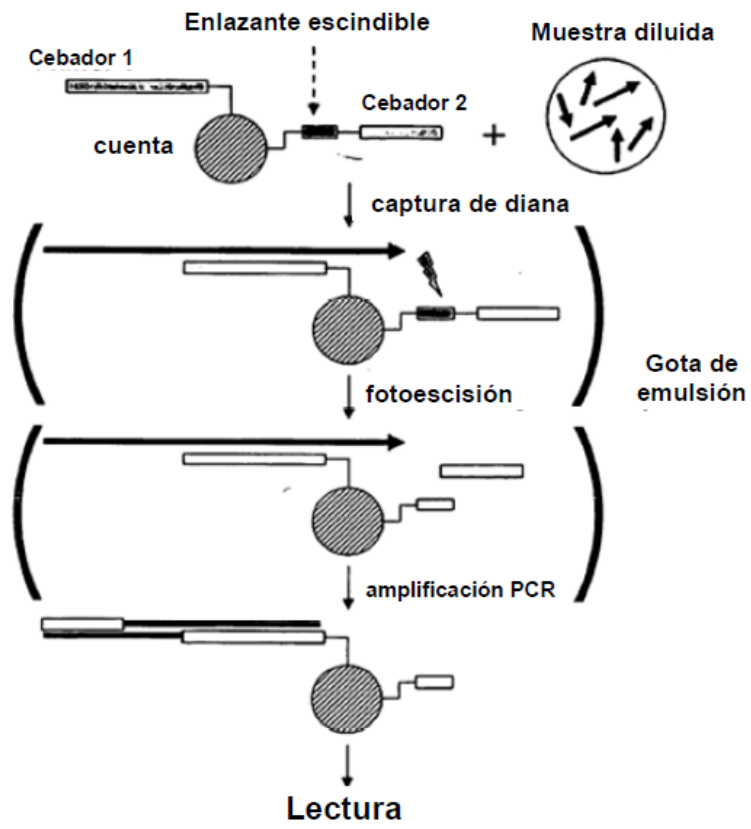 Enlazante escindible
Muestra diluida
Cebador 1
Cebador 2
cuenta
+
captura de diana
Gota de
emulsión
fotoescisión
amplificación PCR
Lectura